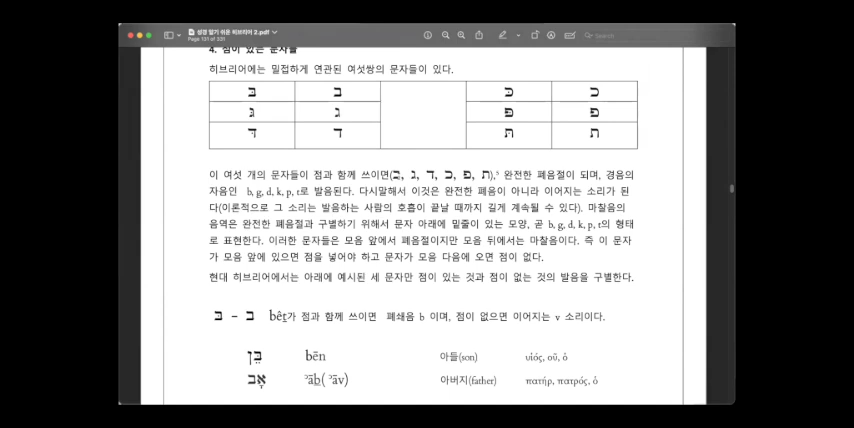 성경 알기 쉬운 히브리어 2.pdf
Page 131 of 331
Search
4. 점이 있는 문자들
히브리어에는 밀접하게 연관된 여섯쌍의 문자들이 있다.
בּ ב כּ כ
גּ ג פּ פ
דּ ד תּ ת
이 여섯 개의 문자들이 점과 함께 쓰이면(ת, פ, כ, ד, ג, ב),⁵ 완전한 폐음절이 되며, 경음의
자음인 b, g, d, k, p, t로 발음된다. 다시말해서 이것은 완전한 폐음이 아니라 이어지는 소리가 된
다(이론적으로 그 소리는 발음하는 사람의 호흡이 끝날 때까지 길게 계속될 수 있다). 마찰음의
음역은 완전한 폐음절과 구별하기 위해서 문자 아래에 밑줄이 있는 모양, 곧 b, g, d, k, p, t의 형태
로 표현한다. 이러한 문자들은 모음 앞에서 폐음절이지만 모음 뒤에서는 마찰음이다. 즉 이 문자
가 모음 앞에 있으면 점을 넣어야 하고 문자가 모음 다음에 오면 점이 없다.
현대 히브리어에서는 아래에 예시된 세 문자만 점이 있는 것과 점이 없는 것의 발음을 구별한다.
בּ – ב bêṯ가 점과 함께 쓰이면 폐쇄음 b 이며, 점이 없으면 이어지는 v 소리이다.
בֵּן bēn 아들(son) υἱός, οῦ, ὁ
אָב ʾāḇ( ʾāv) 아버지(father) πατήρ, πατρός, ὁ